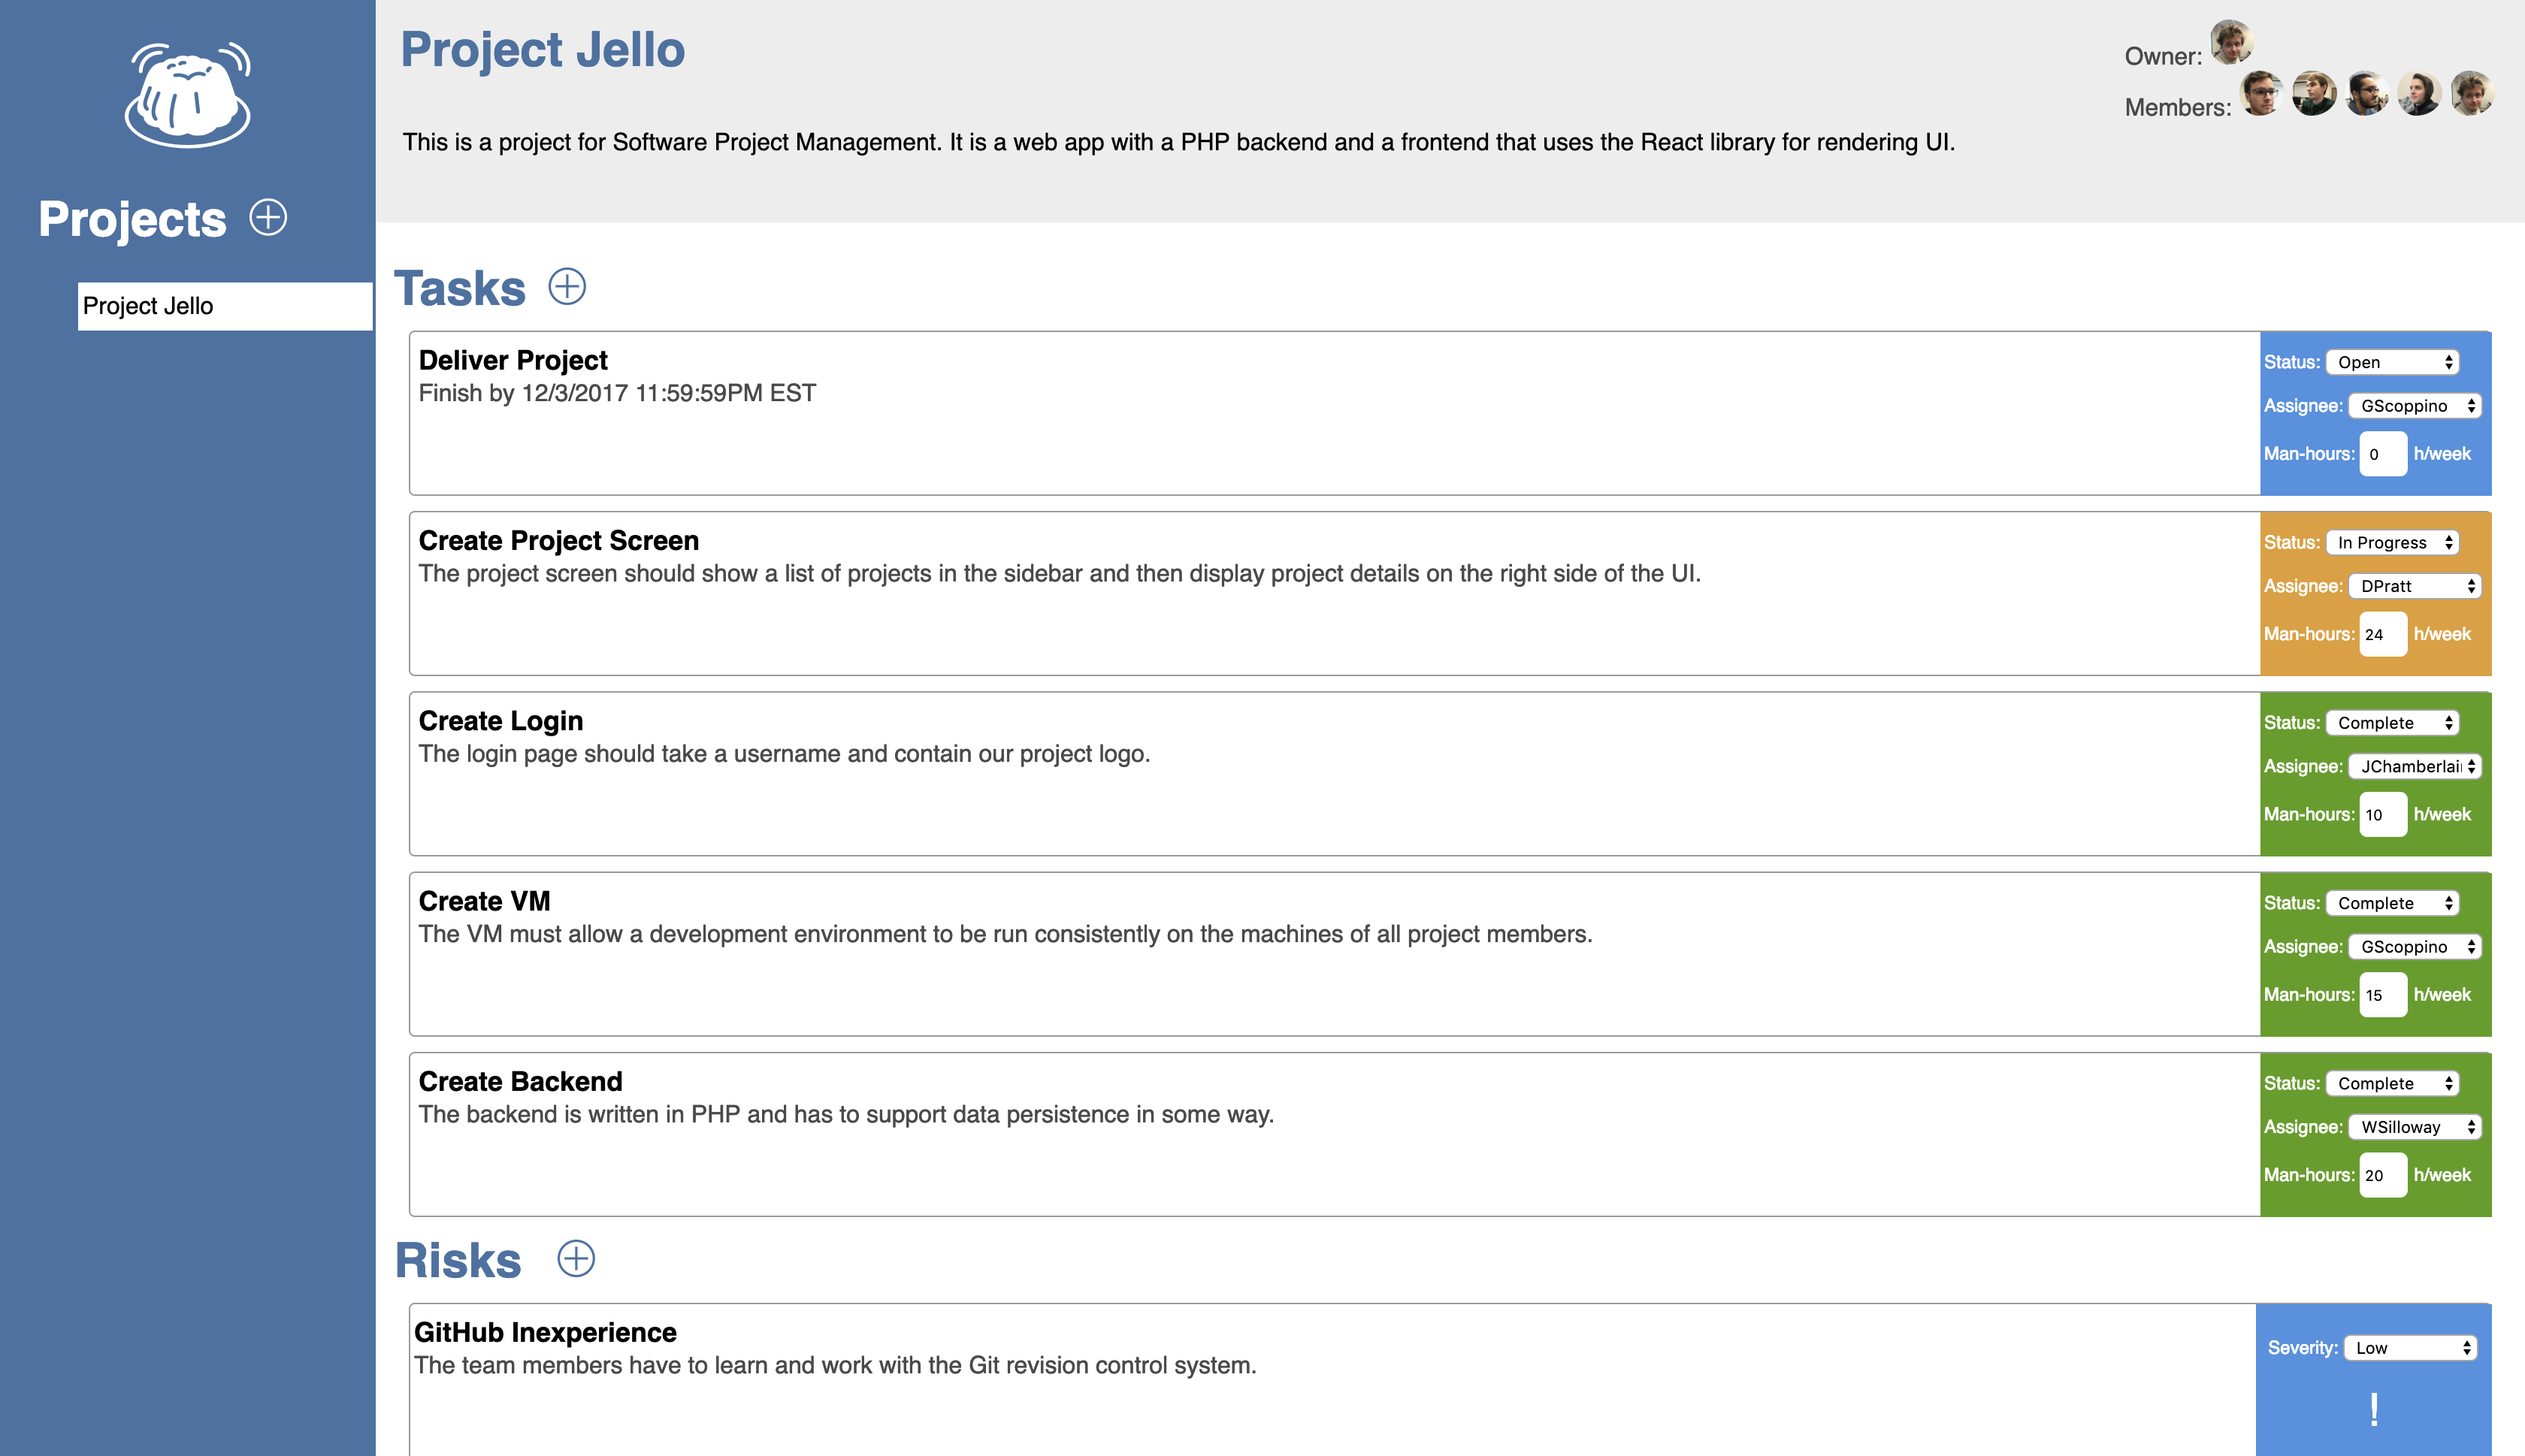 Projects
Project Jello
Project Jello
Owner:
Members:
This is a project for Software Project Management. It is a web app with a PHP backend and a frontend that uses the React library for rendering UI.
Tasks
Deliver Project
Finish by 12/3/2017 11:59:59PM EST
Status: Open
Assignee: GScoppino
Man-hours: 0 h/week
Create Project Screen
The project screen should show a list of projects in the sidebar and then display project details on the right side of the UI.
Status: In Progress
Assignee: DPratt
Man-hours: 24 h/week
Create Login
The login page should take a username and contain our project logo.
Status: Complete
Assignee: JChamberlai
Man-hours: 10 h/week
Create VM
The VM must allow a development environment to be run consistently on the machines of all project members.
Status: Complete
Assignee: GScoppino
Man-hours: 15 h/week
Create Backend
The backend is written in PHP and has to support data persistence in some way.
Status: Complete
Assignee: WSilloway
Man-hours: 20 h/week
Risks
GitHub Inexperience
The team members have to learn and work with the Git revision control system.
Severity: Low
!